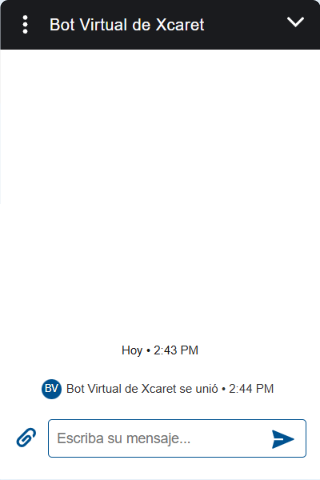 Bot Virtual de Xcaret
Hoy • 2:43 PM
BV Bot Virtual de Xcaret se unió • 2:44 PM
Escriba su mensaje...